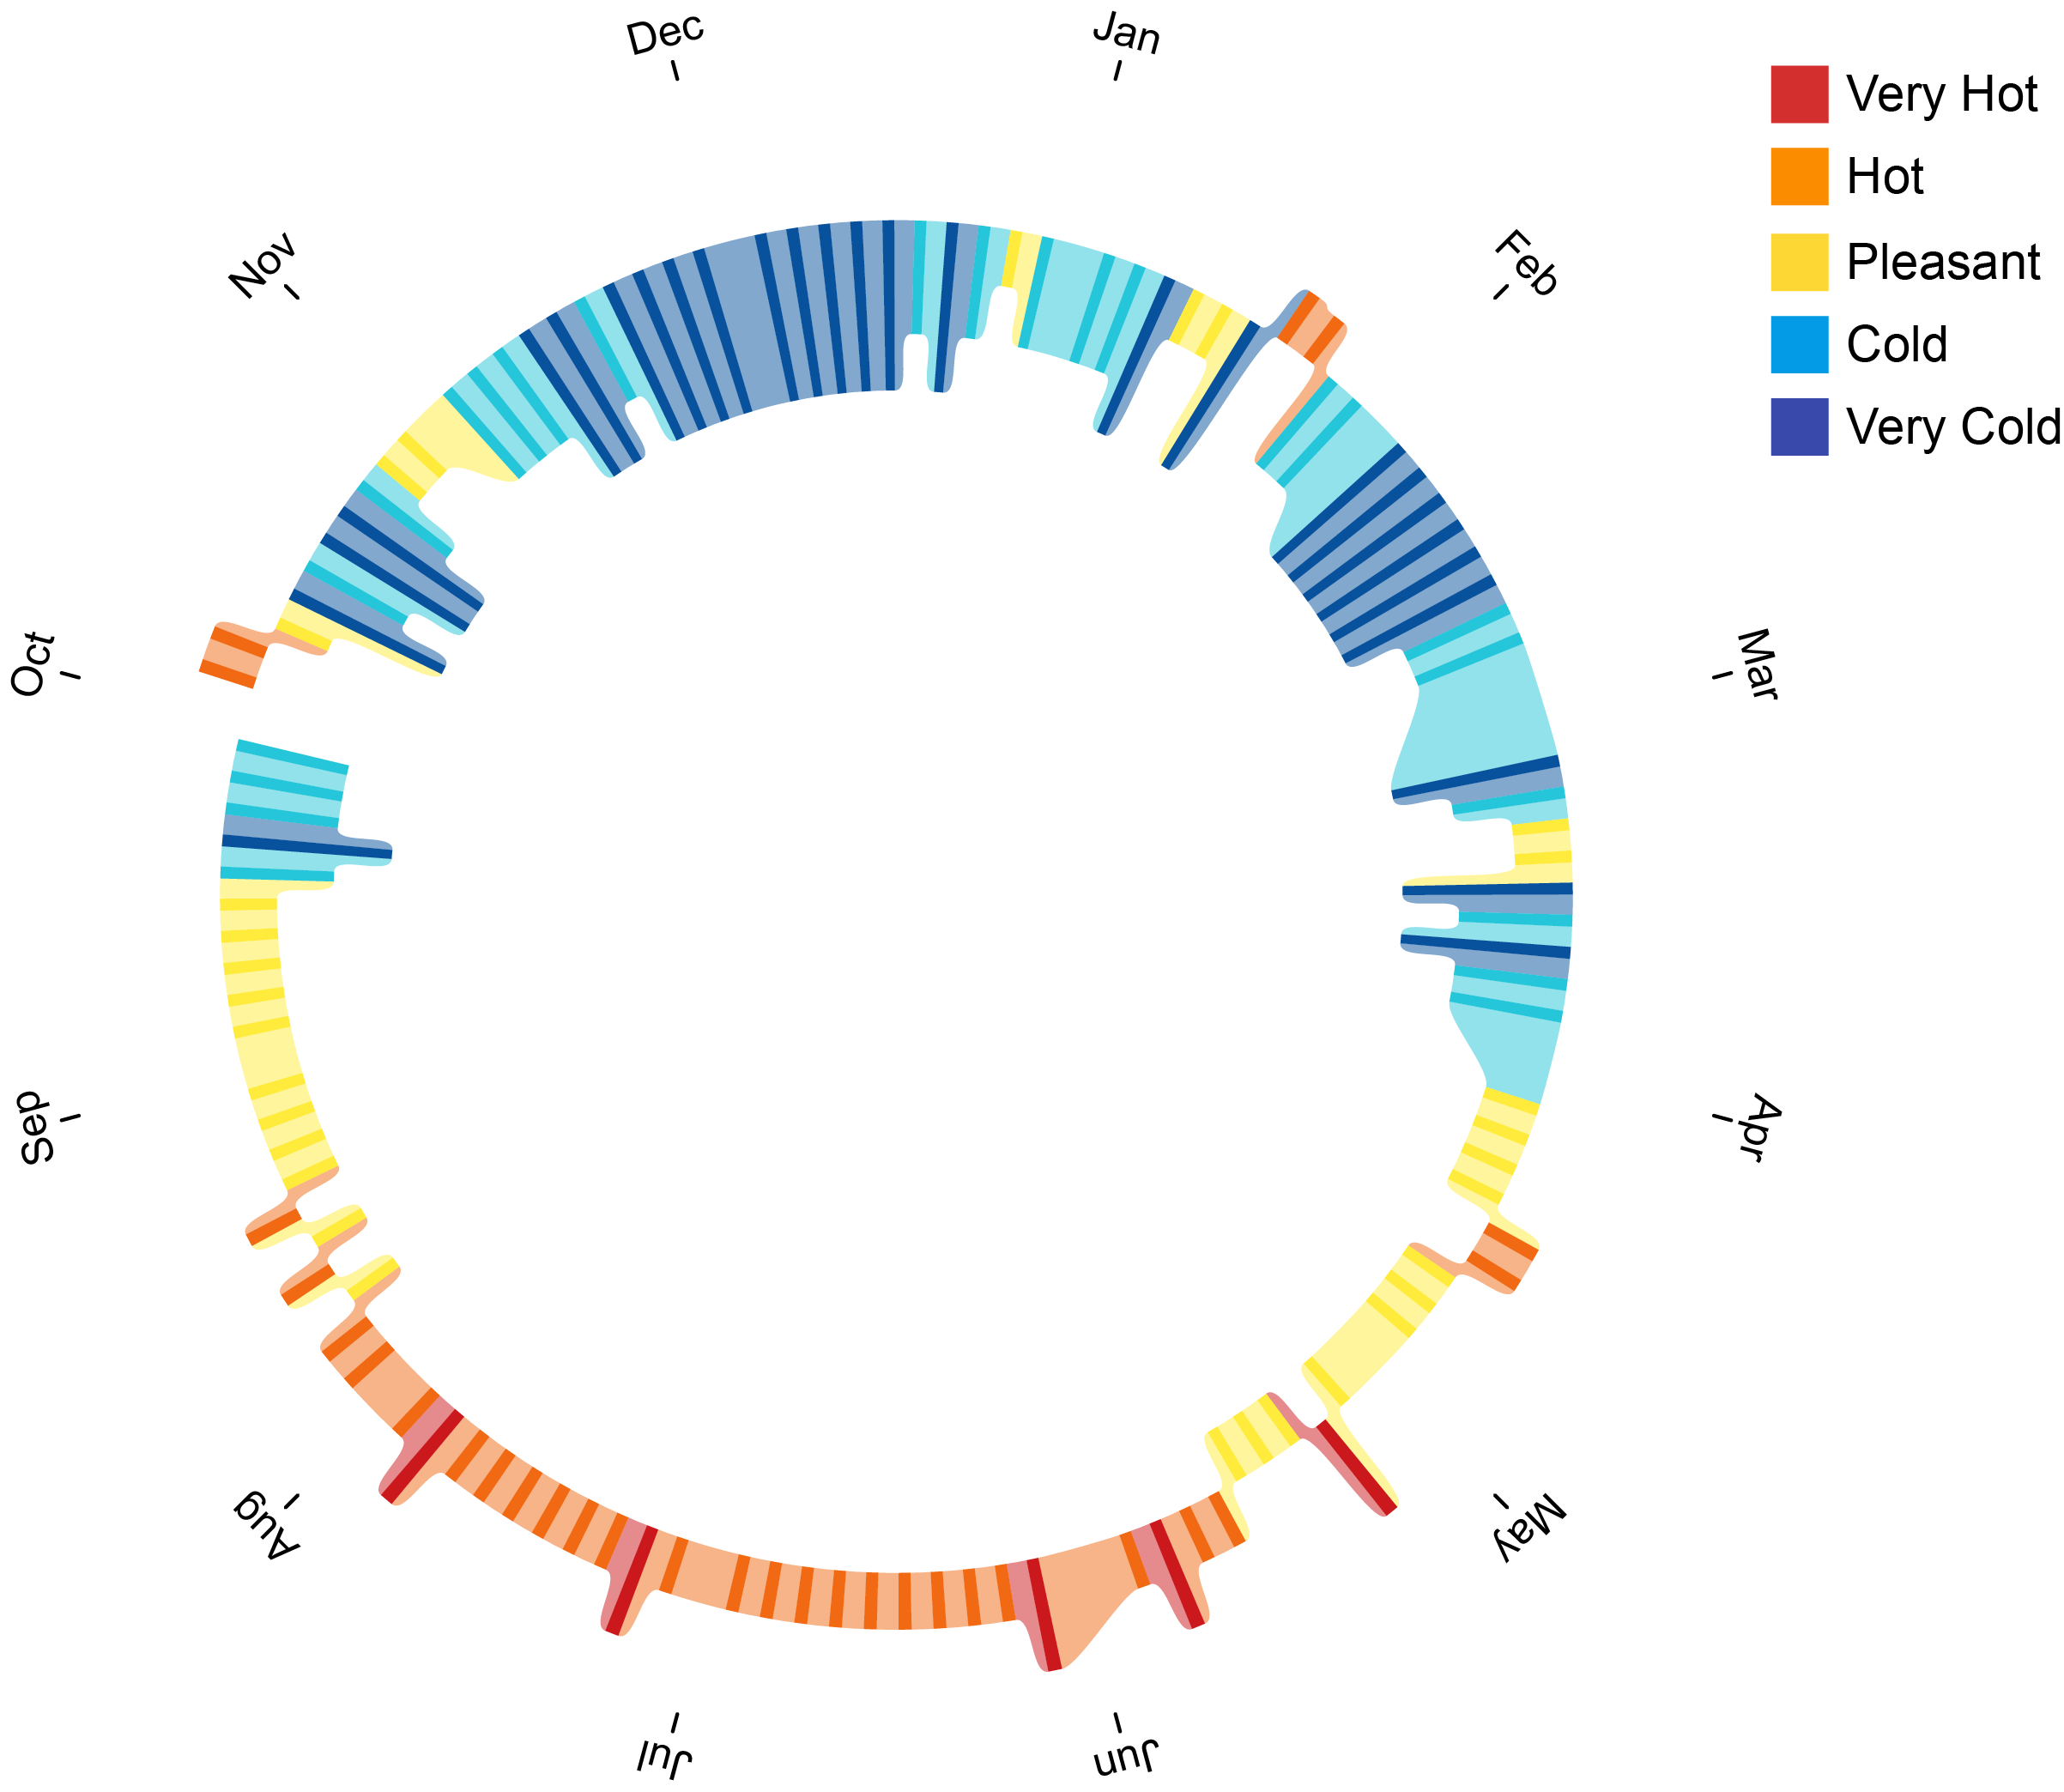 Jan
Feb
Mar
Apr
May
Jun
Jul
Aug
Sep
Oct
Nov
Dec
Very Hot
Hot
Pleasant
Cold
Very Cold